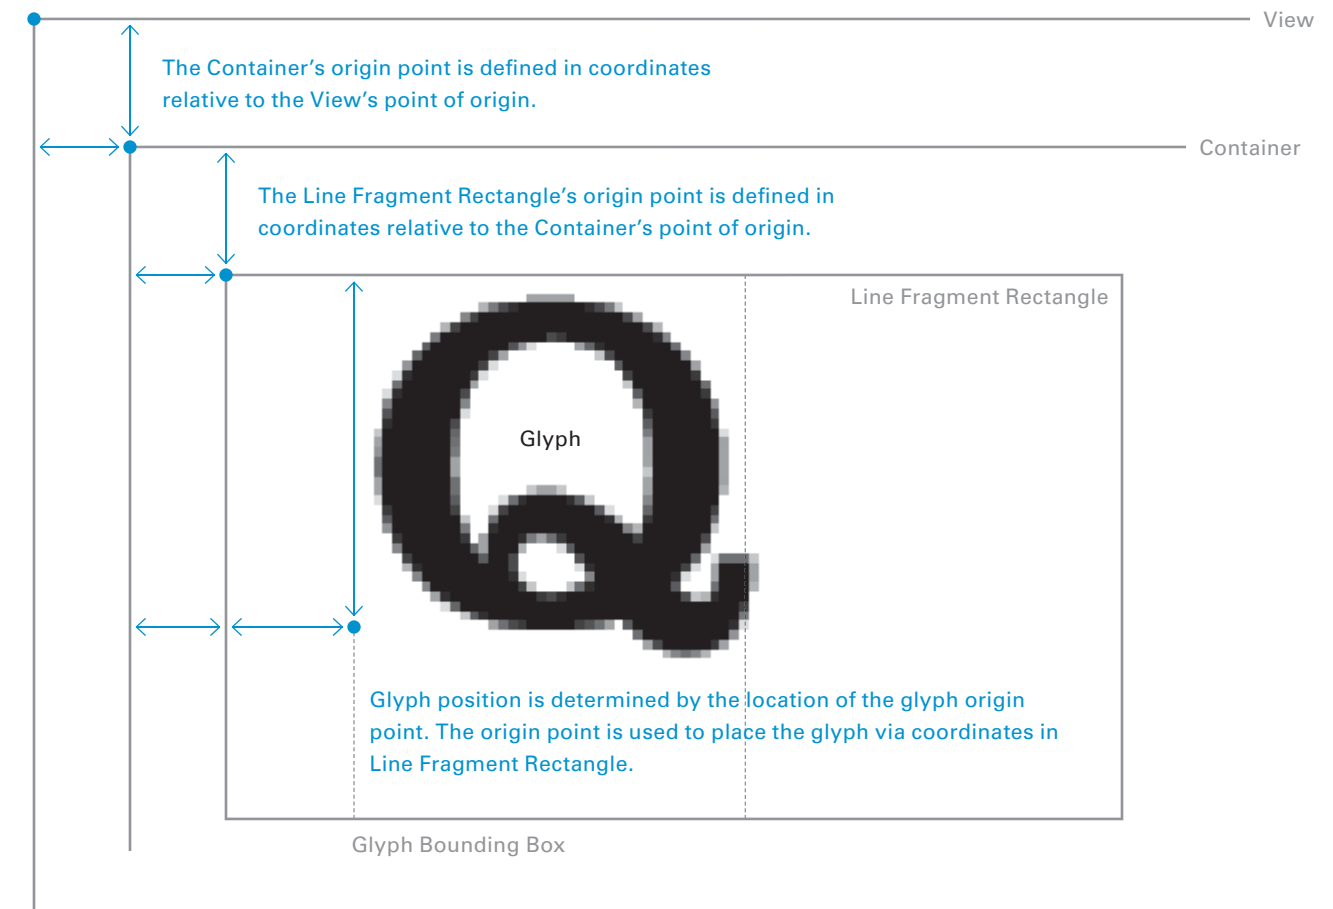 View
The Container’s origin point is defined in coordinates
relative to the View’s point of origin.
Container
The Line Fragment Rectangle’s origin point is defined in
coordinates relative to the Container’s point of origin.
Line Fragment Rectangle
Q
Glyph
Glyph position is determined by the location of the glyph origin
point. The origin point is used to place the glyph via coordinates in
Line Fragment Rectangle.
Glyph Bounding Box